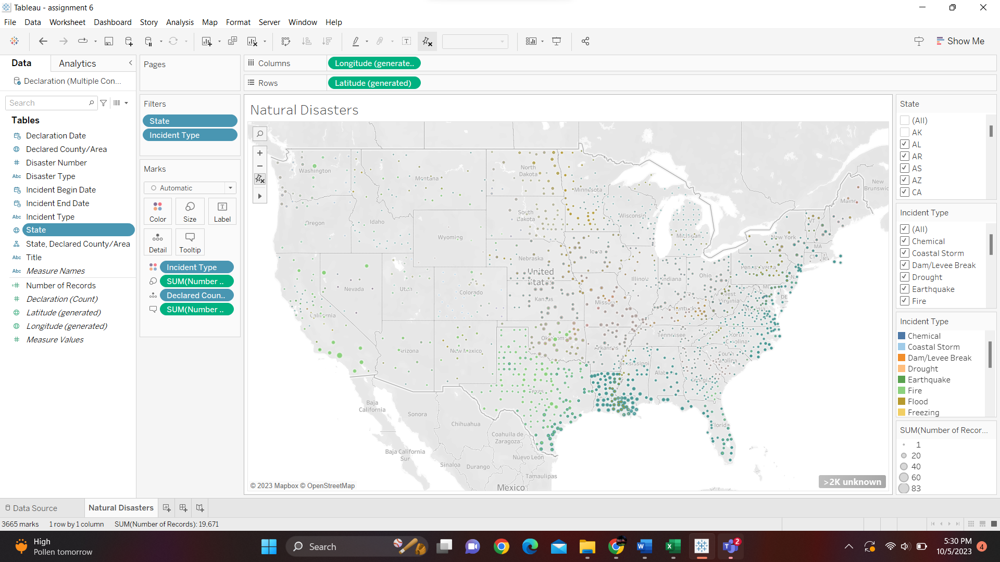 Tableau - assignment 6
File Data Worksheet Dashboard Story Analysis Map Format Server Window Help
Show Me
Data Analytics
Declaration (Multiple Con...
Search
Tables
Declaration Date
Declared County/Area
Disaster Number
Abc Disaster Type
Incident Begin Date
Incident End Date
Abc Incident Type
State
State, Declared County/Area
Abc Title
Abc Measure Names
Number of Records
Declaration (Count)
Latitude (generated)
Longitude (generated)
Measure Values
Pages
Filters
State
Incident Type
Marks
Automatic
Color Size Label
Detail Tooltip
Incident Type
SUM(Number ..
Declared Coun..
SUM(Number ..
Columns Longitude (generate..
Rows Latitude (generated)
Natural Disasters
Washington
Montana
North
Dakota
Minnesota
New
Brunswic
Maine
Oregon
Idaho
South
Dakota
Wisconsin
VT
Wyoming
Michigan
New York
MA
Nebraska
Iowa
CT RI
United
States
Pennsylvania
Nevada
Utah
Colorado
Illinois
Indiana
Ohio
MD
Kansas
Missouri
West
Virginia
DE
Virginia
California
Kentucky
Tennessee
North
Carolina
Oklahoma
Arizona
New Mexico
Arkansas
South
Carolina
Mississippi
Alabama
Georgia
Texas
Baja
California
Sonora
Chihuahua
Florida
Coahuila de
Zaragoza
Baja California
Sur
Sinaloa
Durango
Nuevo León
Tamaulipas
Mexico
© 2023 Mapbox © OpenStreetMap
>2K unknown
State
(All)
AK
AL
AR
AS
AZ
CA
Incident Type
(All)
Chemical
Coastal Storm
Dam/Levee Break
Drought
Earthquake
Fire
Incident Type
Chemical
Coastal Storm
Dam/Levee Break
Drought
Earthquake
Fire
Flood
Freezing
SUM(Number of Recor...
1
20
40
60
83
Data Source Natural Disasters
3665 marks 1 row by 1 column SUM(Number of Records): 19,671
High
Pollen tomorrow
Search
2
5:30 PM
10/5/2023
4